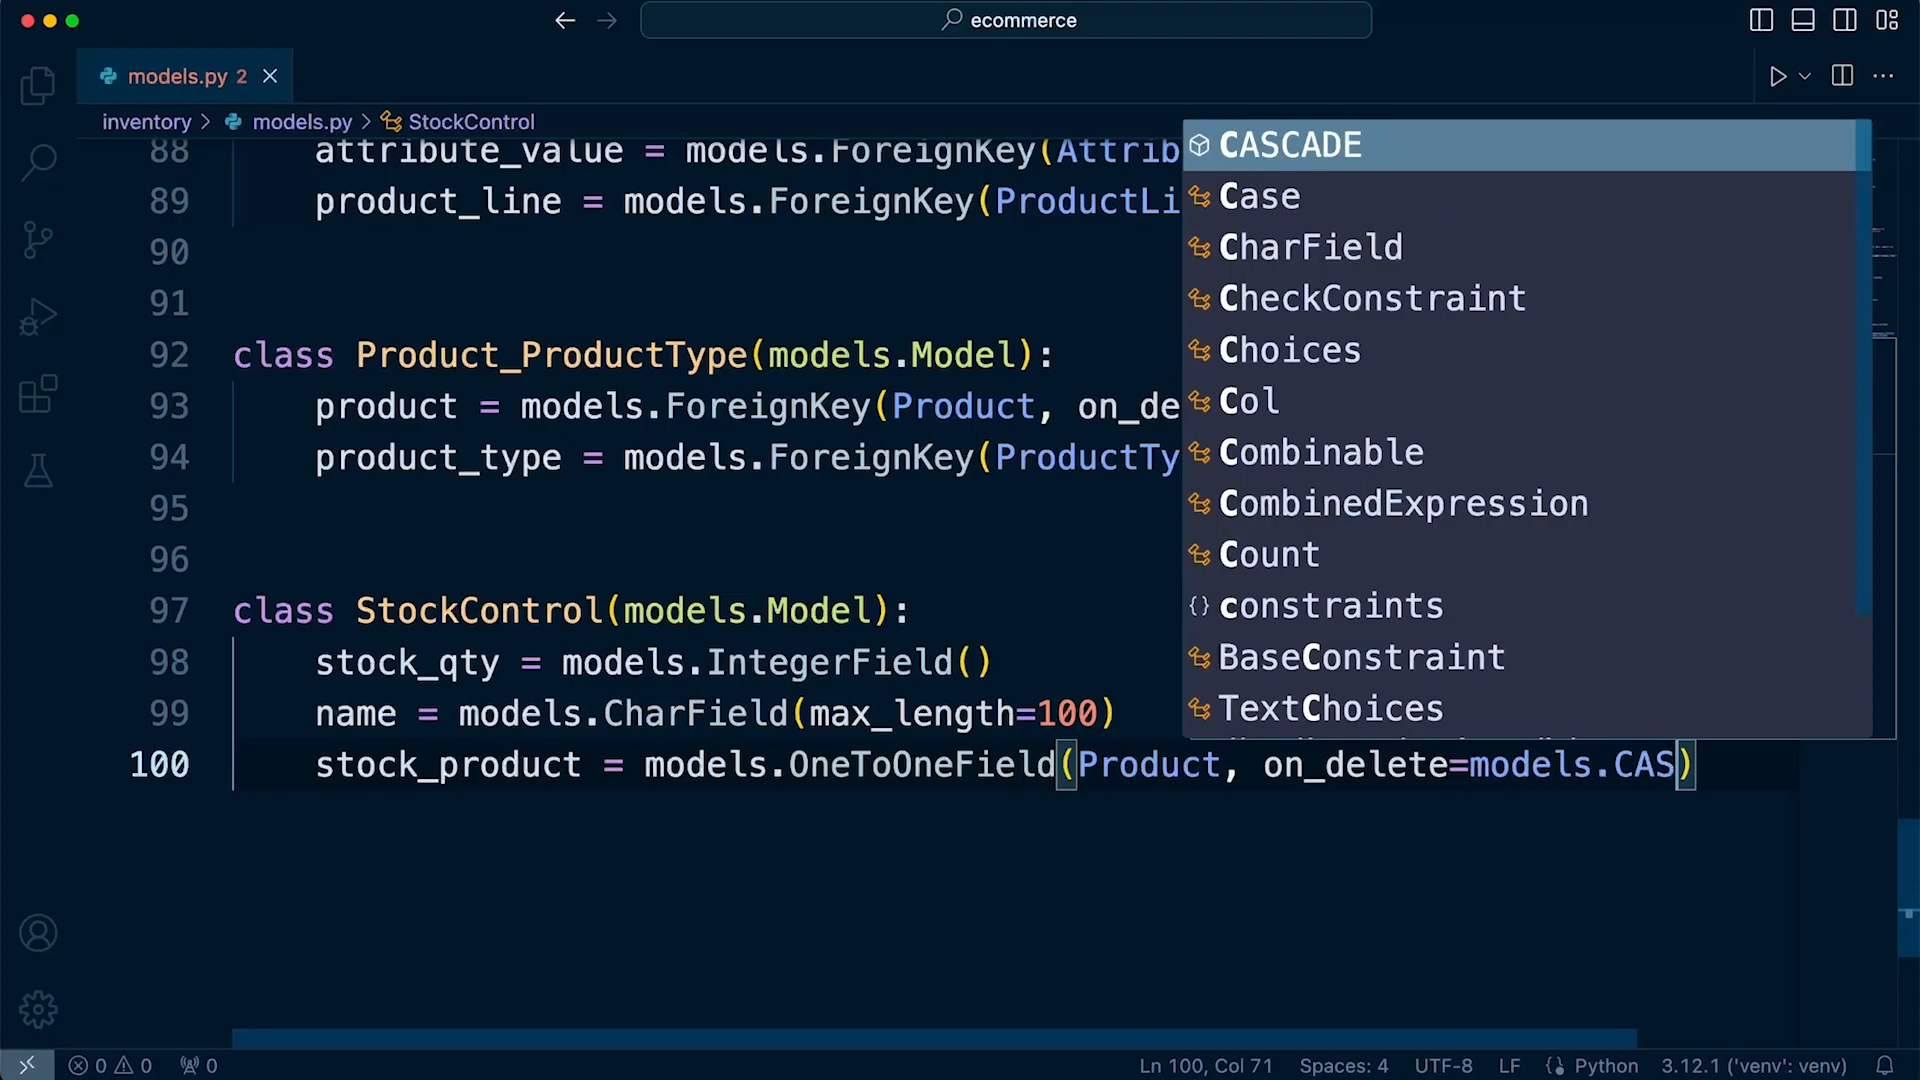 ecommerce
models.py 2
inventory > models.py > StockControl
88 attribute_value = models.ForeignKey(Attrib
89 product_line = models.ForeignKey(ProductLi
90
91
92 class Product_ProductType(models.Model):
93 product = models.ForeignKey(Product, on_de
94 product_type = models.ForeignKey(ProductTy
95
96
97 class StockControl(models.Model):
98 stock_qty = models.IntegerField()
99 name = models.CharField(max_length=100)
100 stock_product = models.OneToOneField(Product, on_delete=models.CAS)
CASCADE
Case
CharField
CheckConstraint
Choices
Col
Combinable
CombinedExpression
Count
constraints
BaseConstraint
TextChoices
0 0 0 Ln 100, Col 71 Spaces: 4 UTF-8 LF Python 3.12.1 ('venv': venv)